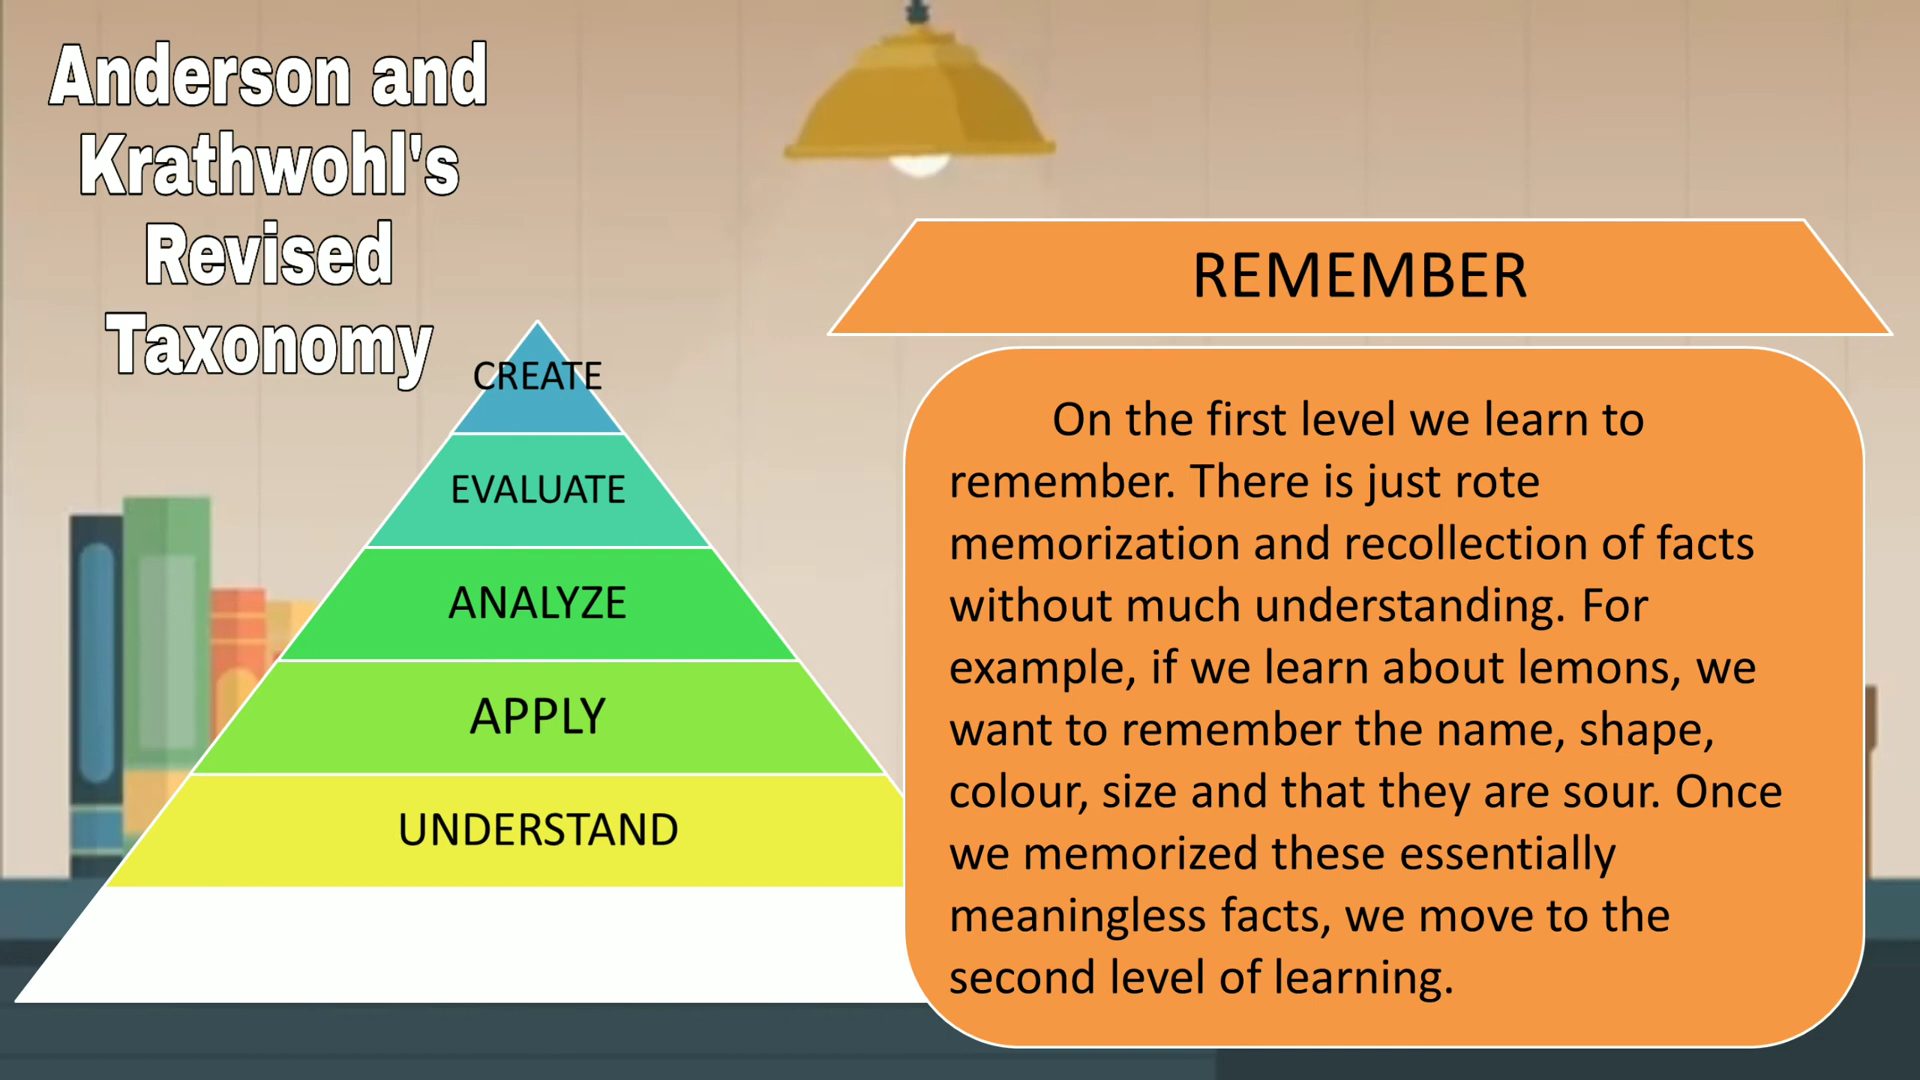 Anderson and
Krathwohl's
Revised
Taxonomy
CREATE
EVALUATE
ANALYZE
APPLY
UNDERSTAND
REMEMBER
On the first level we learn to
remember. There is just rote
memorization and recollection of facts
without much understanding. For
example, if we learn about lemons, we
want to remember the name, shape,
colour, size and that they are sour. Once
we memorized these essentially
meaningless facts, we move to the
second level of learning.